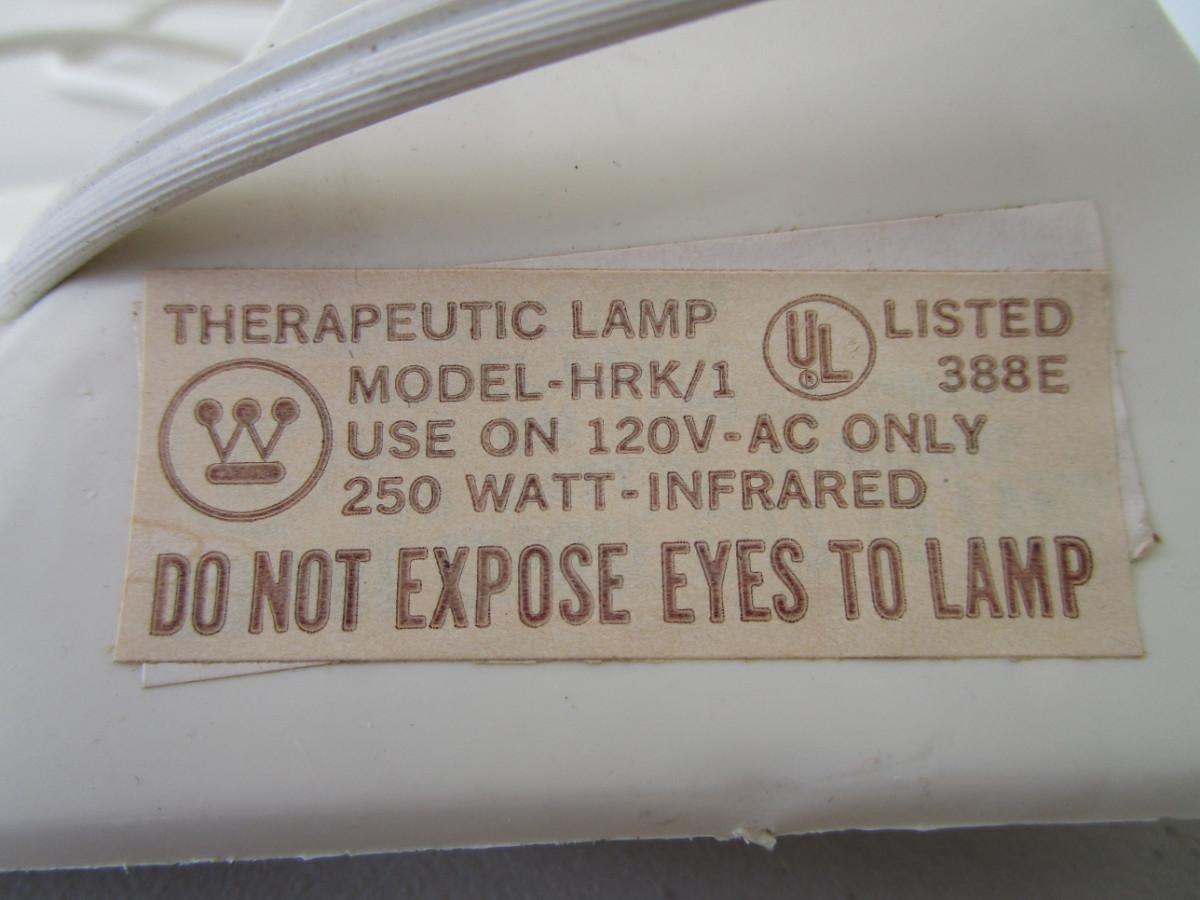 THERAPEUTIC LAMP
MODEL-HRK/1
USE ON 120V-AC ONLY
250 WATT-INFRARED
UL LISTED
388E
W
DO NOT EXPOSE EYES TO LAMP